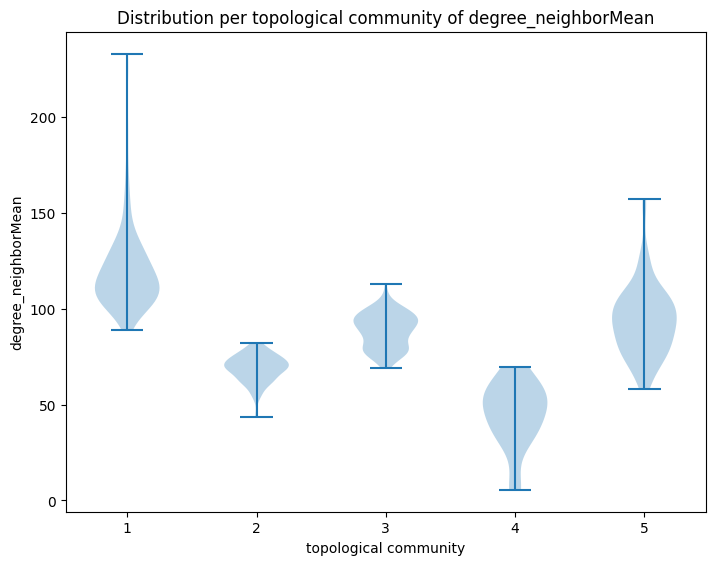 Distribution per topological community of degree_neighborMean
degree_neighborMean
200
150
100
50
0
1 2 3 4 5
topological community